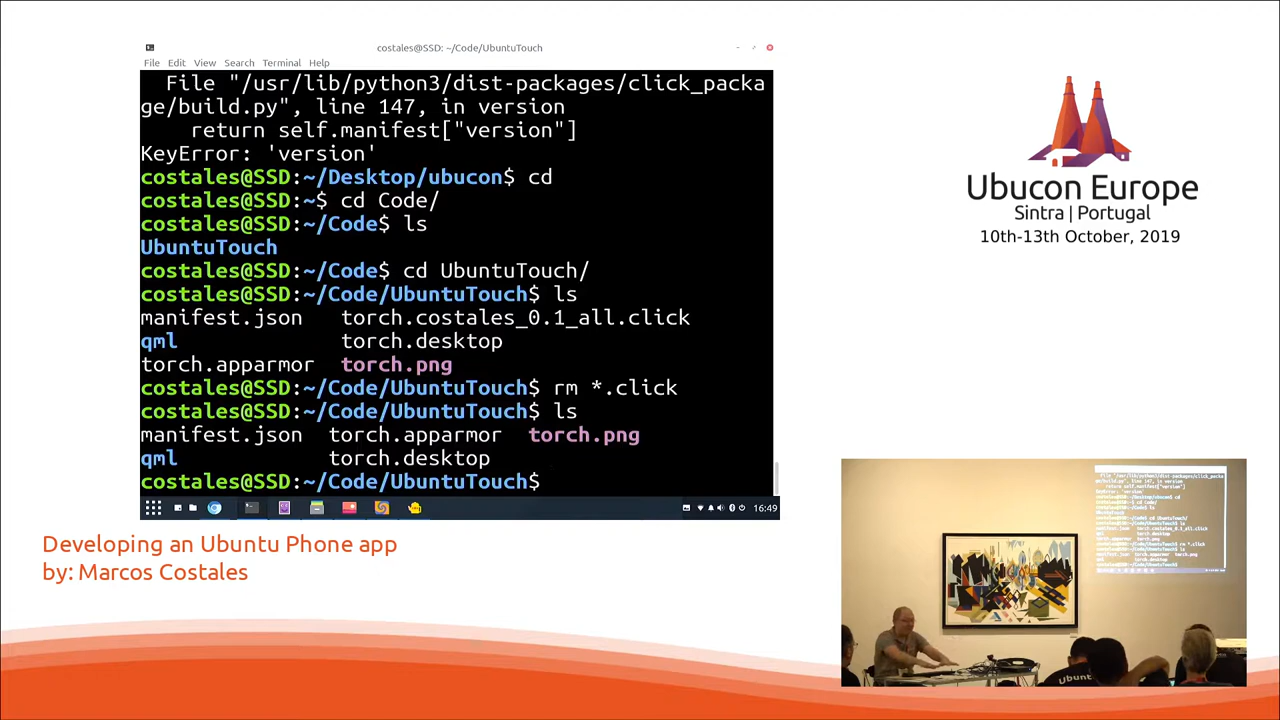 costales@SSD: ~/Code/UbuntuTouch
File Edit View Search Terminal Help
File "/usr/lib/python3/dist-packages/click_packa
ge/build.py", line 147, in version
return self.manifest["version"]
KeyError: 'version'
costales@SSD:~/Desktop/ubucon$ cd
costales@SSD:~$ cd Code/
costales@SSD:~/Code$ ls
UbuntuTouch
costales@SSD:~/Code$ cd UbuntuTouch/
costales@SSD:~/Code/UbuntuTouch$ ls
manifest.json torch.costales_0.1_all.click
qml torch.desktop
torch.apparmor torch.png
costales@SSD:~/Code/UbuntuTouch$ rm *.click
costales@SSD:~/Code/UbuntuTouch$ ls
manifest.json torch.apparmor torch.png
qml torch.desktop
costales@SSD:~/Code/UbuntuTouch$
16:49
Ubucon Europe
Sintra | Portugal
10th-13th October, 2019
Developing an Ubuntu Phone app
by: Marcos Costales